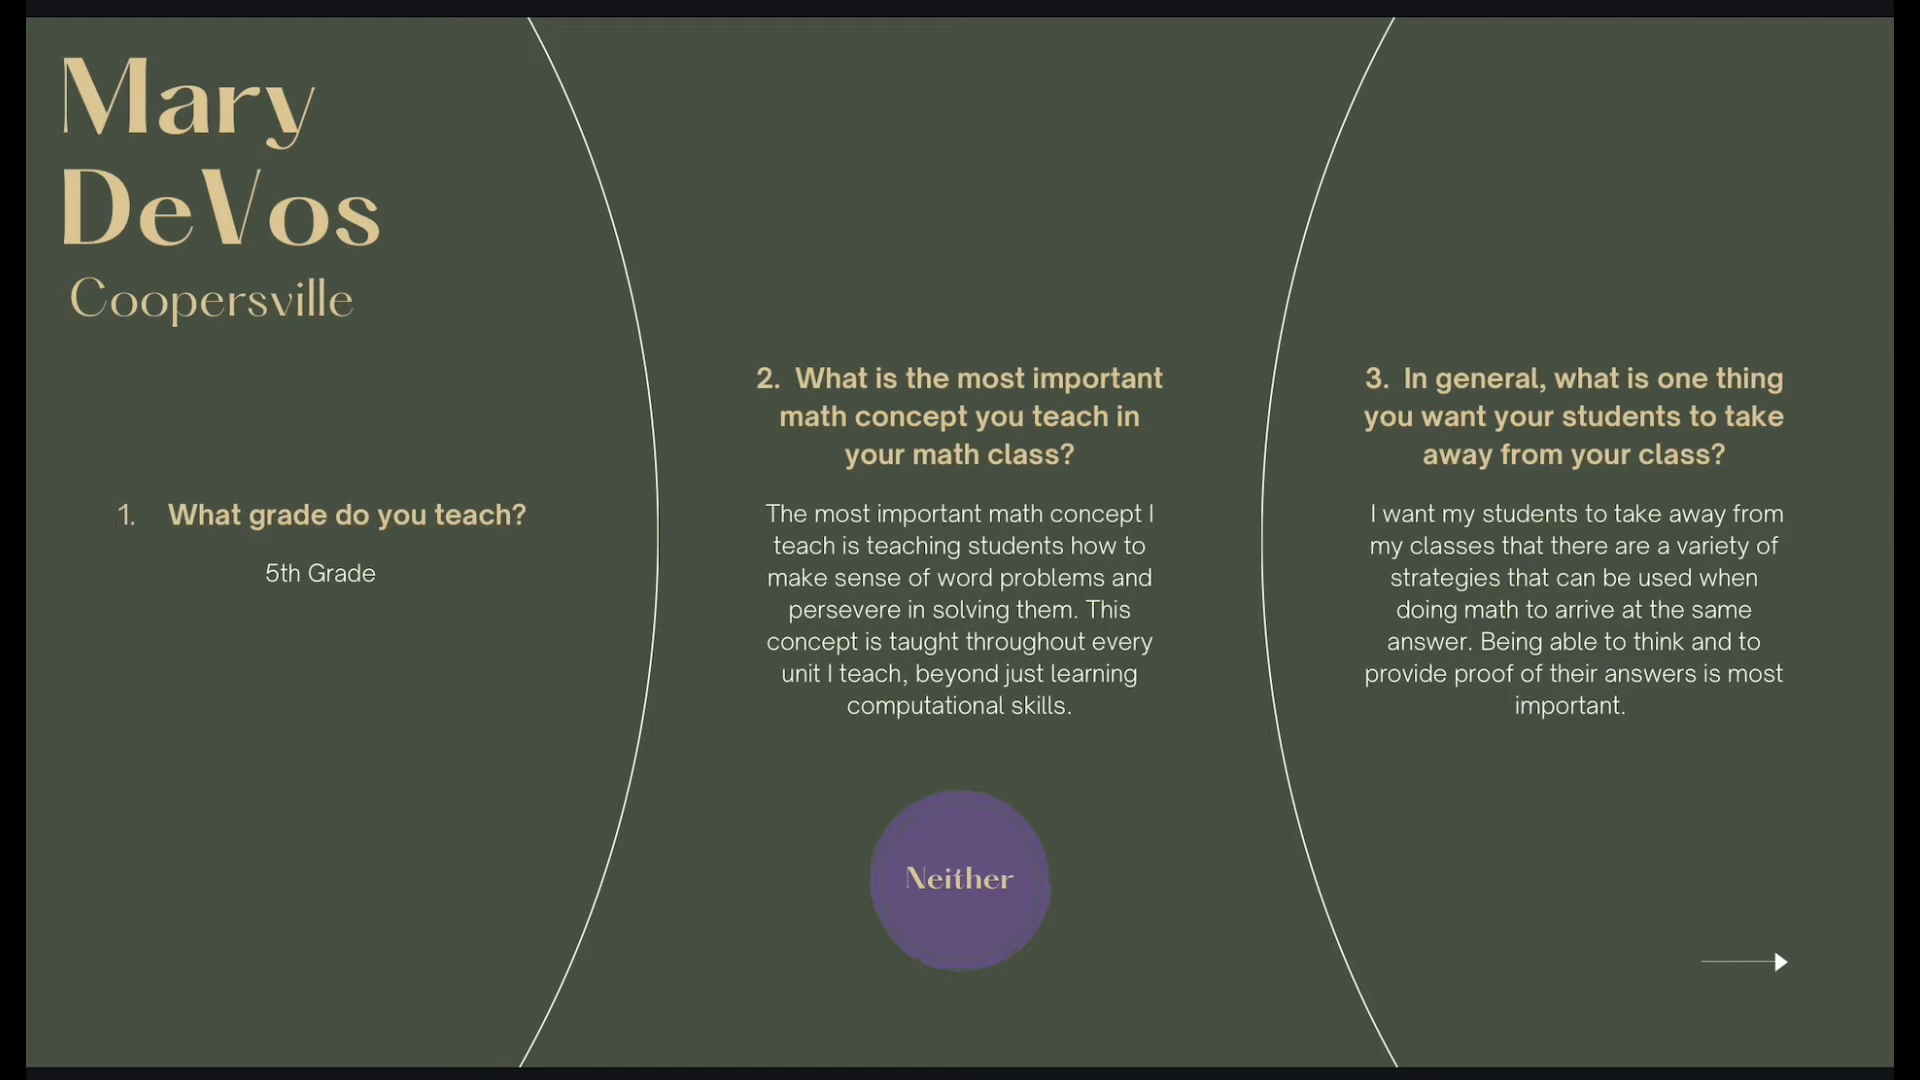 Mary
DeVos
Coopersville
1. What grade do you teach?
5th Grade
2. What is the most important
math concept you teach in
your math class?
The most important math concept I
teach is teaching students how to
make sense of word problems and
persevere in solving them. This
concept is taught throughout every
unit I teach, beyond just learning
computational skills.
Neither
3. In general, what is one thing
you want your students to take
away from your class?
I want my students to take away from
my classes that there are a variety of
strategies that can be used when
doing math to arrive at the same
answer. Being able to think and to
provide proof of their answers is most
important.